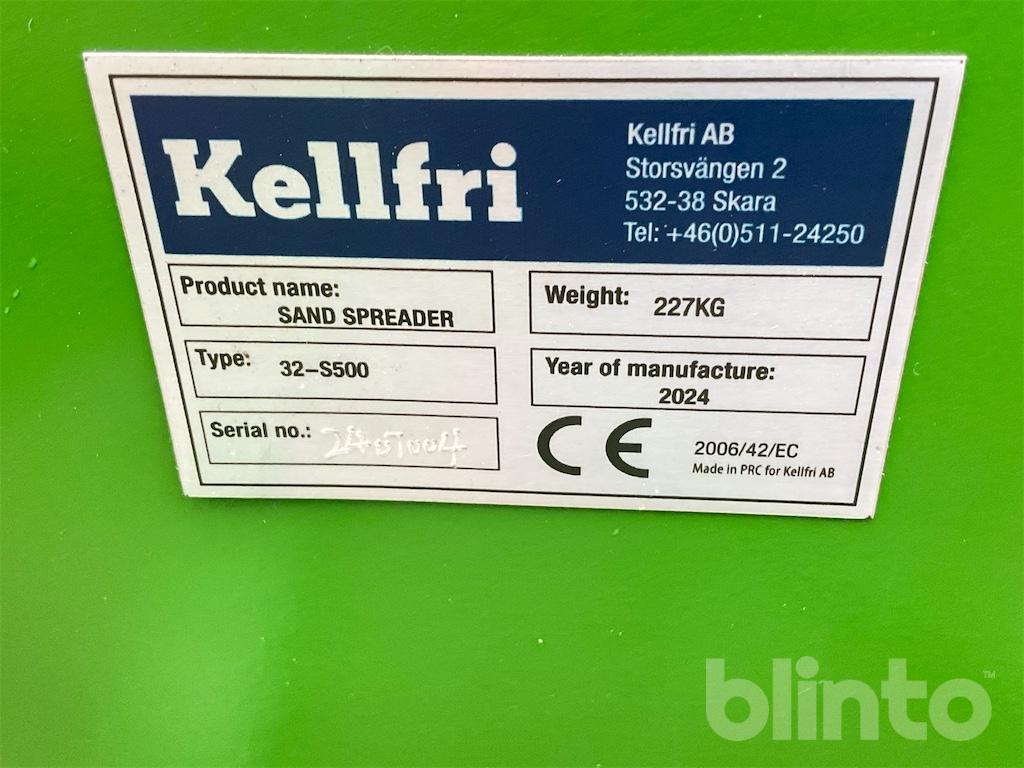 Kellfri
Kellfri AB
Storsvängen 2
532-38 Skara
Tel: +46(0)511-24250
Product name:
SAND SPREADER
Weight: 227KG
Type: 32-S500
Year of manufacture:
2024
Serial no.:
CE
2006/42/EC
Made in PRC for Kellfri AB
blinto™